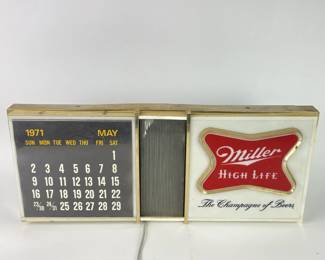 1971 MAY
SUN MON TUE WED THU FRI SAT
1
2 3 4 5 6 7 8
9 10 11 12 13 14 15
16 17 18 19 20 21 22
23/30 24/31 25 26 27 28 29
Miller
HIGH LIFE
The Champagne of Beers